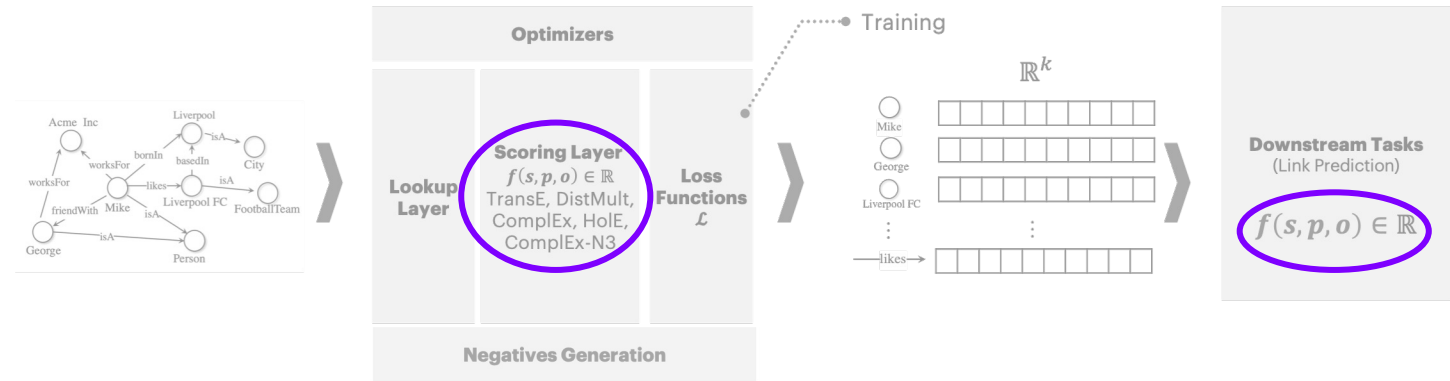 Acme Inc
Liverpool
isA
City
bornIn
basedIn
worksFor
worksFor
likes
isA
Mike
Liverpool FC
FootballTeam
friendWith
isA
George
isA
Person
Optimizers
Lookup
Layer
Scoring Layer
f(s, p, o) ∈ ℝ
TransE, DistMult,
ComplEx, HolE,
ComplEx-N3
Loss
Functions
ℒ
Negatives Generation
Training
ℝᵏ
Mike
George
Liverpool FC
⋮
⋮
likes
Downstream Tasks
(Link Prediction)
f(s, p, o) ∈ ℝ